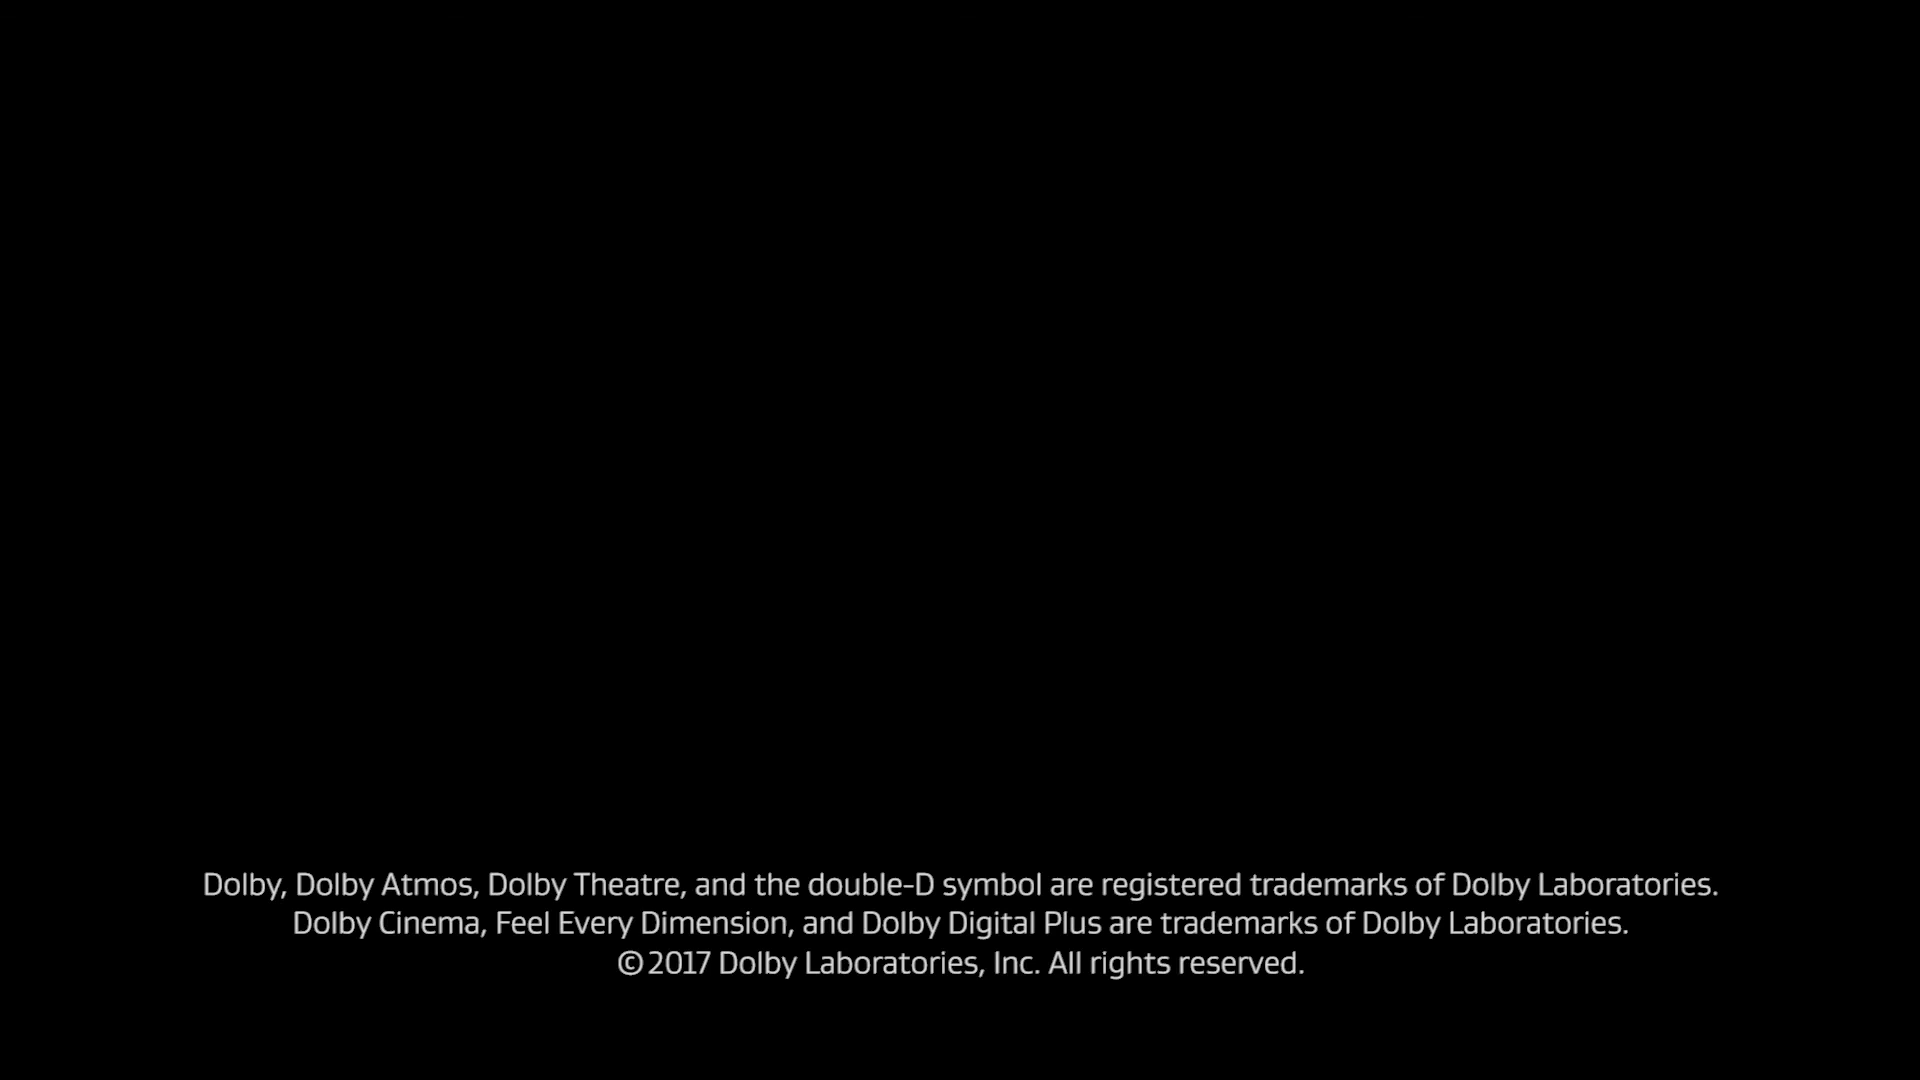 Dolby, Dolby Atmos, Dolby Theatre, and the double-D symbol are registered trademarks of Dolby Laboratories.
Dolby Cinema, Feel Every Dimension, and Dolby Digital Plus are trademarks of Dolby Laboratories.
©2017 Dolby Laboratories, Inc. All rights reserved.